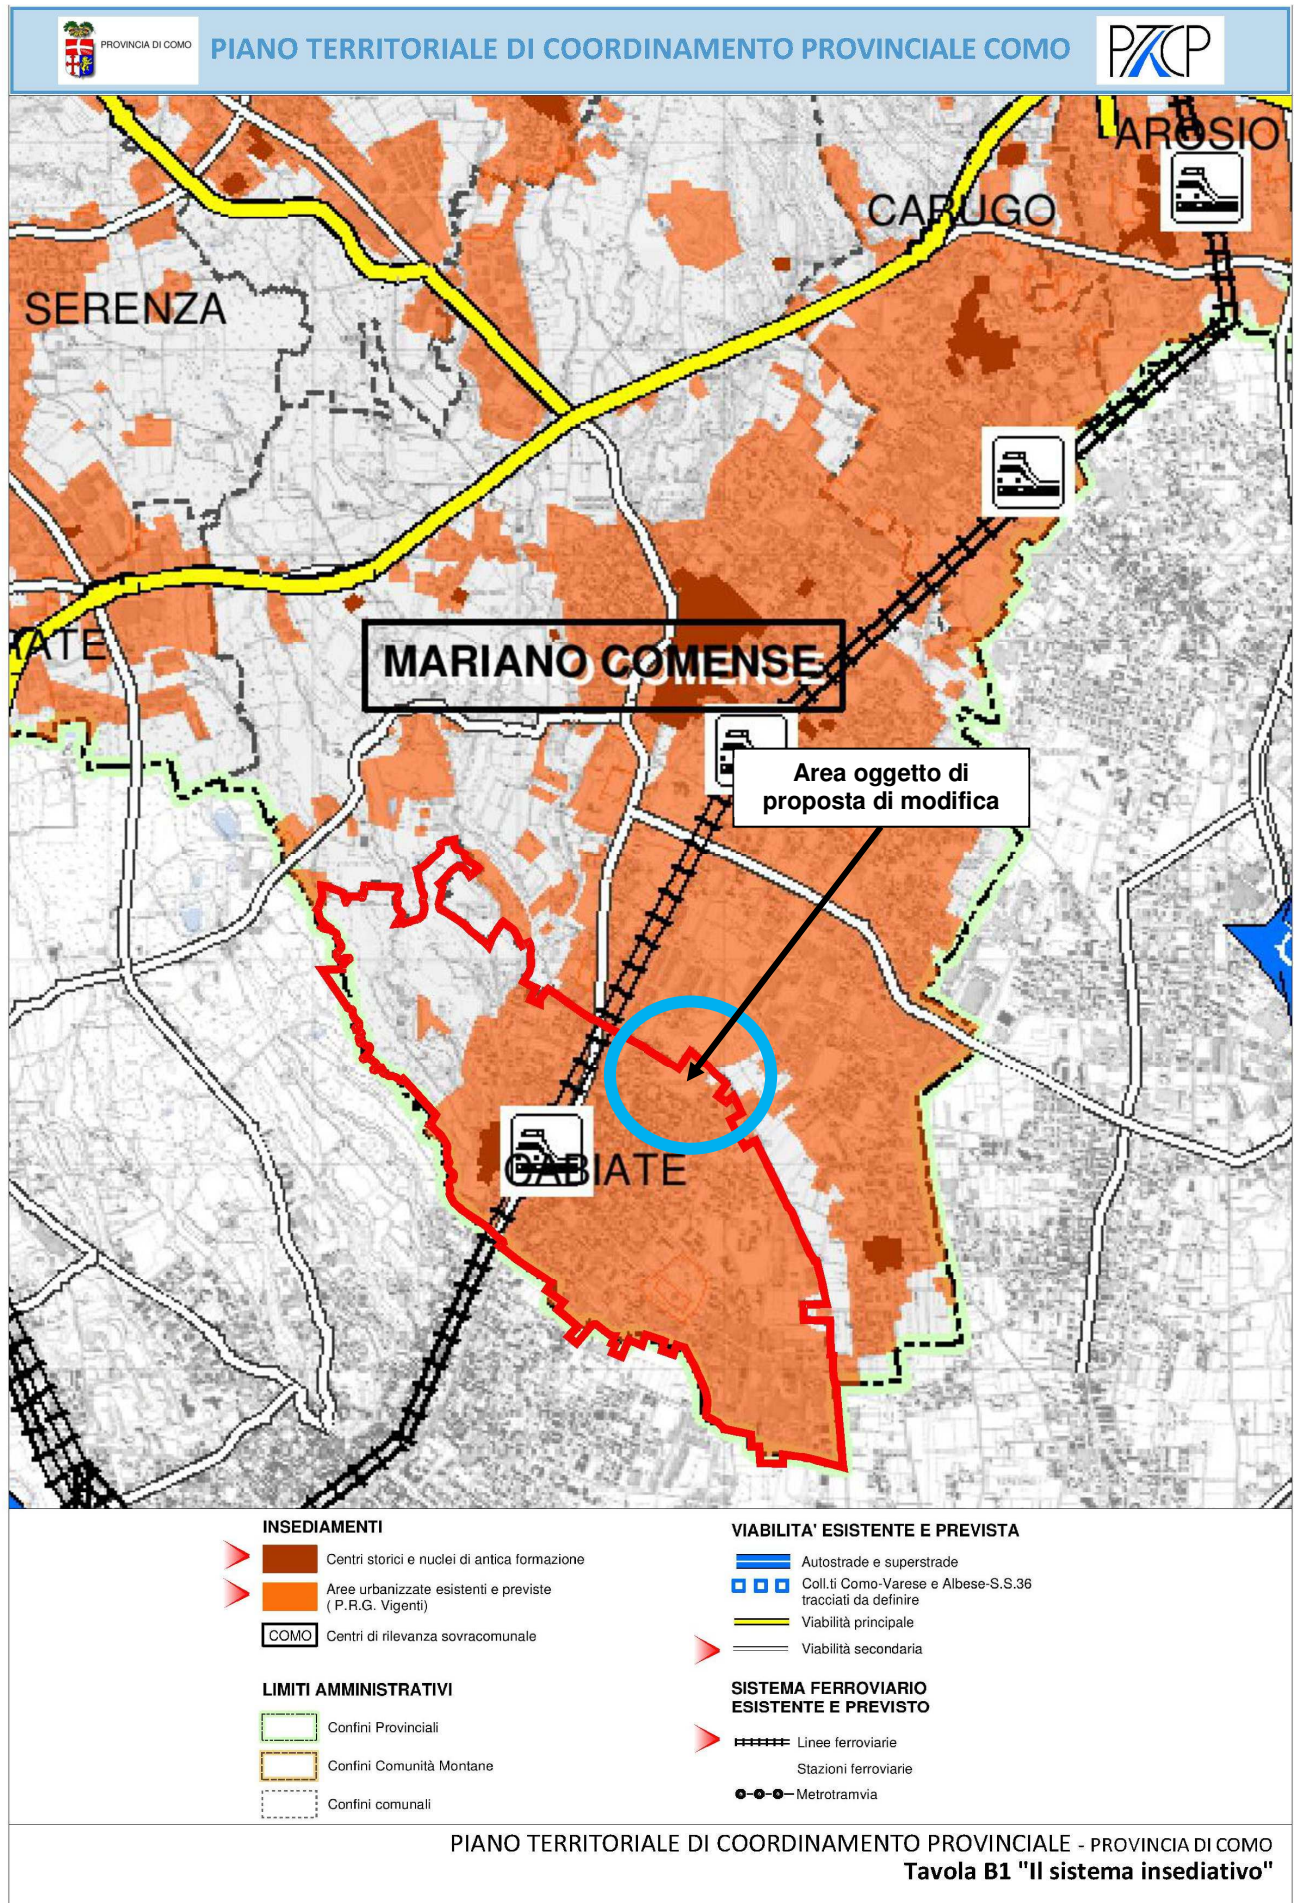 PROVINCIA DI COMO
PIANO TERRITORIALE DI COORDINAMENTO PROVINCIALE COMO
PTCP
AROSIO
CARUGO
SERENZA
RATE
MARIANO COMENSE
Area oggetto di
proposta di modifica
CABIATE
INSEDIAMENTI
Centri storici e nuclei di antica formazione
Aree urbanizzate esistenti e previste
( P.R.G. Vigenti)
COMO
Centri di rilevanza sovracomunale
LIMITI AMMINISTRATIVI
Confini Provinciali
Confini Comunità Montane
Confini comunali
VIABILITA' ESISTENTE E PREVISTA
Autostrade e superstrade
Coll.ti Como-Varese e Albese-S.S.36
tracciati da definire
Viabilità principale
Viabilità secondaria
SISTEMA FERROVIARIO
ESISTENTE E PREVISTO
Linee ferroviarie
Stazioni ferroviarie
Metrotramvia
PIANO TERRITORIALE DI COORDINAMENTO PROVINCIALE - PROVINCIA DI COMO
Tavola B1 "Il sistema insediativo"